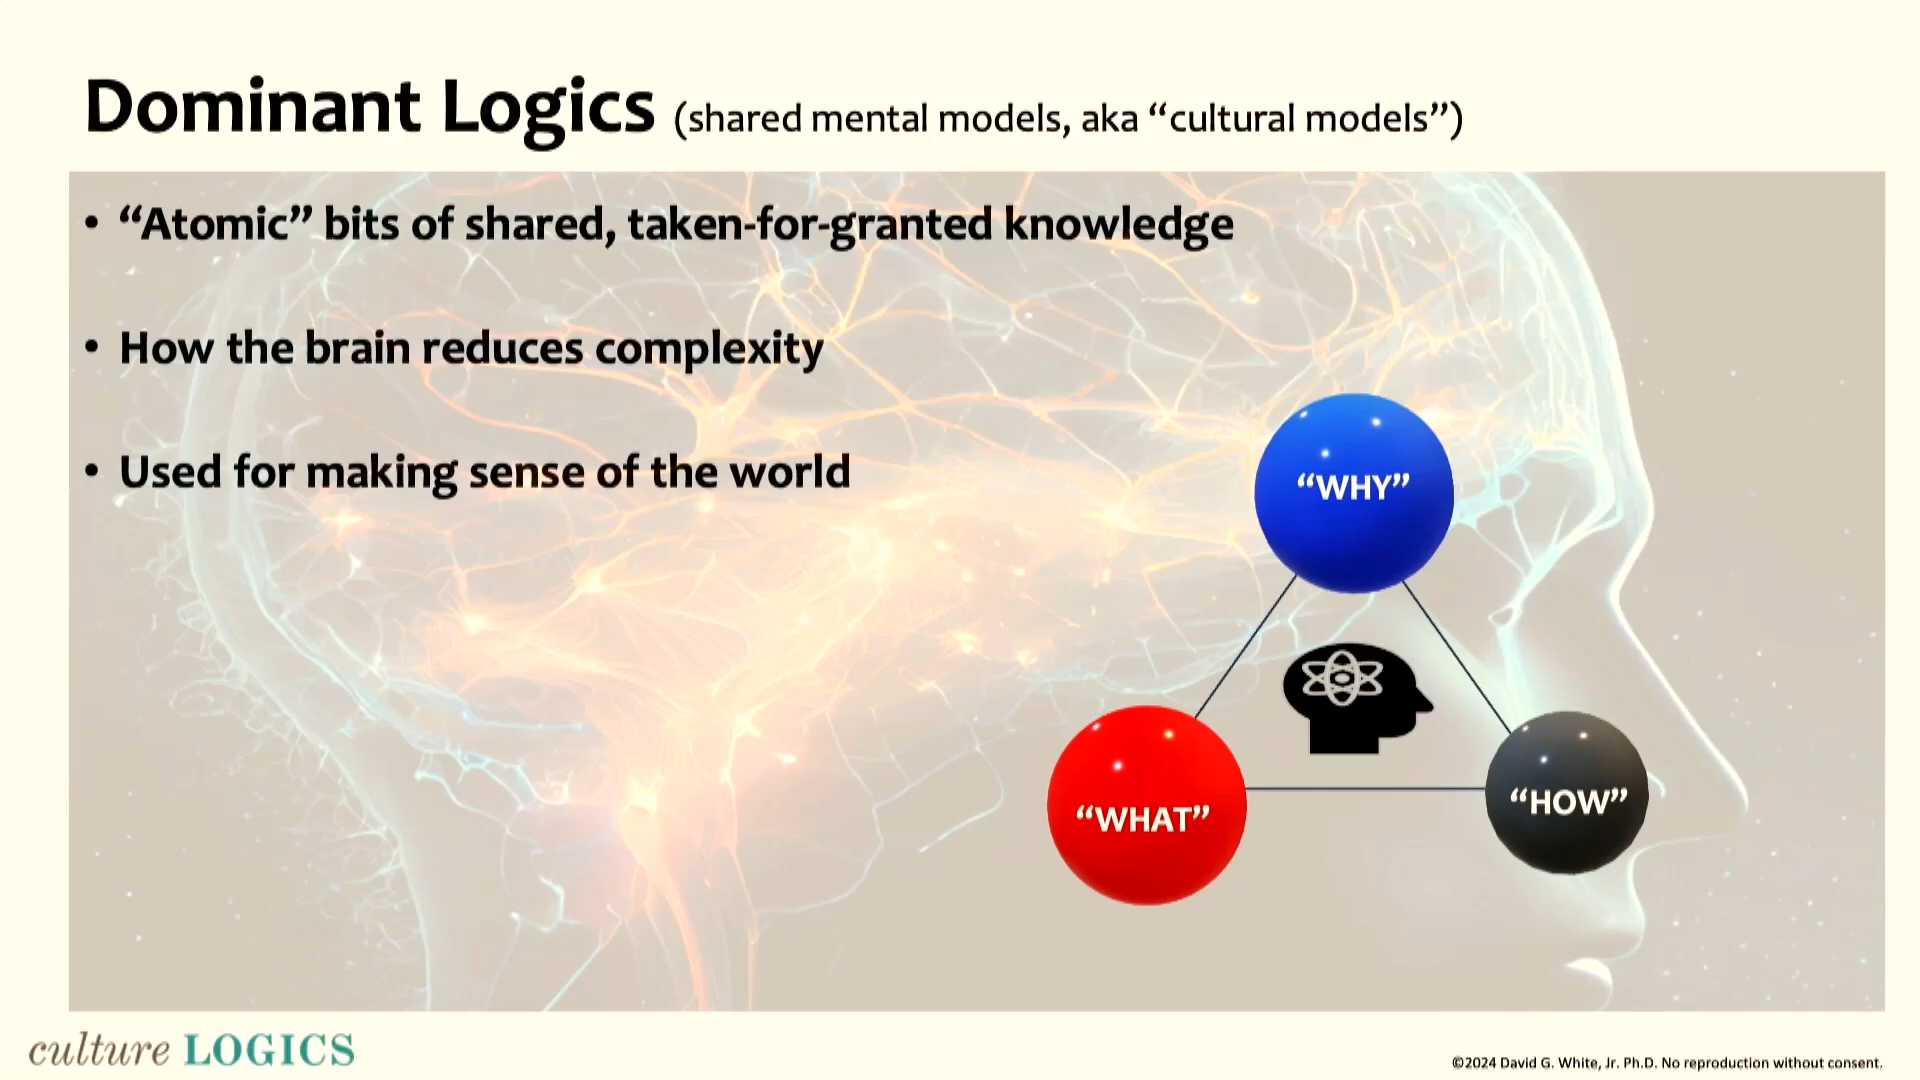 Dominant Logics (shared mental models, aka “cultural models”)
• “Atomic” bits of shared, taken-for-granted knowledge
• How the brain reduces complexity
• Used for making sense of the world
“WHY”
“WHAT”
“HOW”
culture LOGICS
©2024 David G. White, Jr. Ph.D. No reproduction without consent.